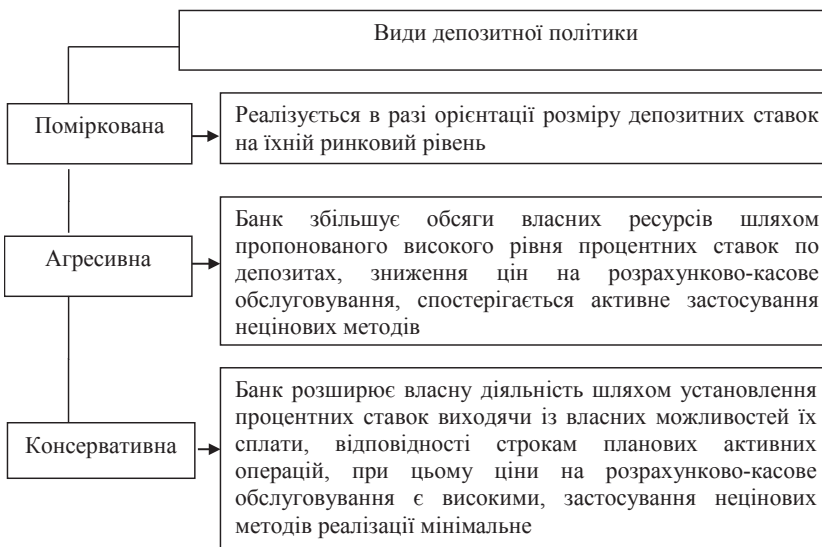 Види депозитної політики
Поміркована
Реалізується в разі орієнтації розміру депозитних ставок
на їхній ринковий рівень
Агресивна
Банк збільшує обсяги власних ресурсів шляхом
пропонованого високого рівня процентних ставок по
депозитах, зниження цін на розрахунково-касове
обслуговування, спостерігається активне застосування
нецінових методів
Консервативна
Банк розширює власну діяльність шляхом установлення
процентних ставок виходячи із власних можливостей їх
сплати, відповідності строкам планових активних
операцій, при цьому ціни на розрахунково-касове
обслуговування є високими, застосування нецінових
методів реалізації мінімальне